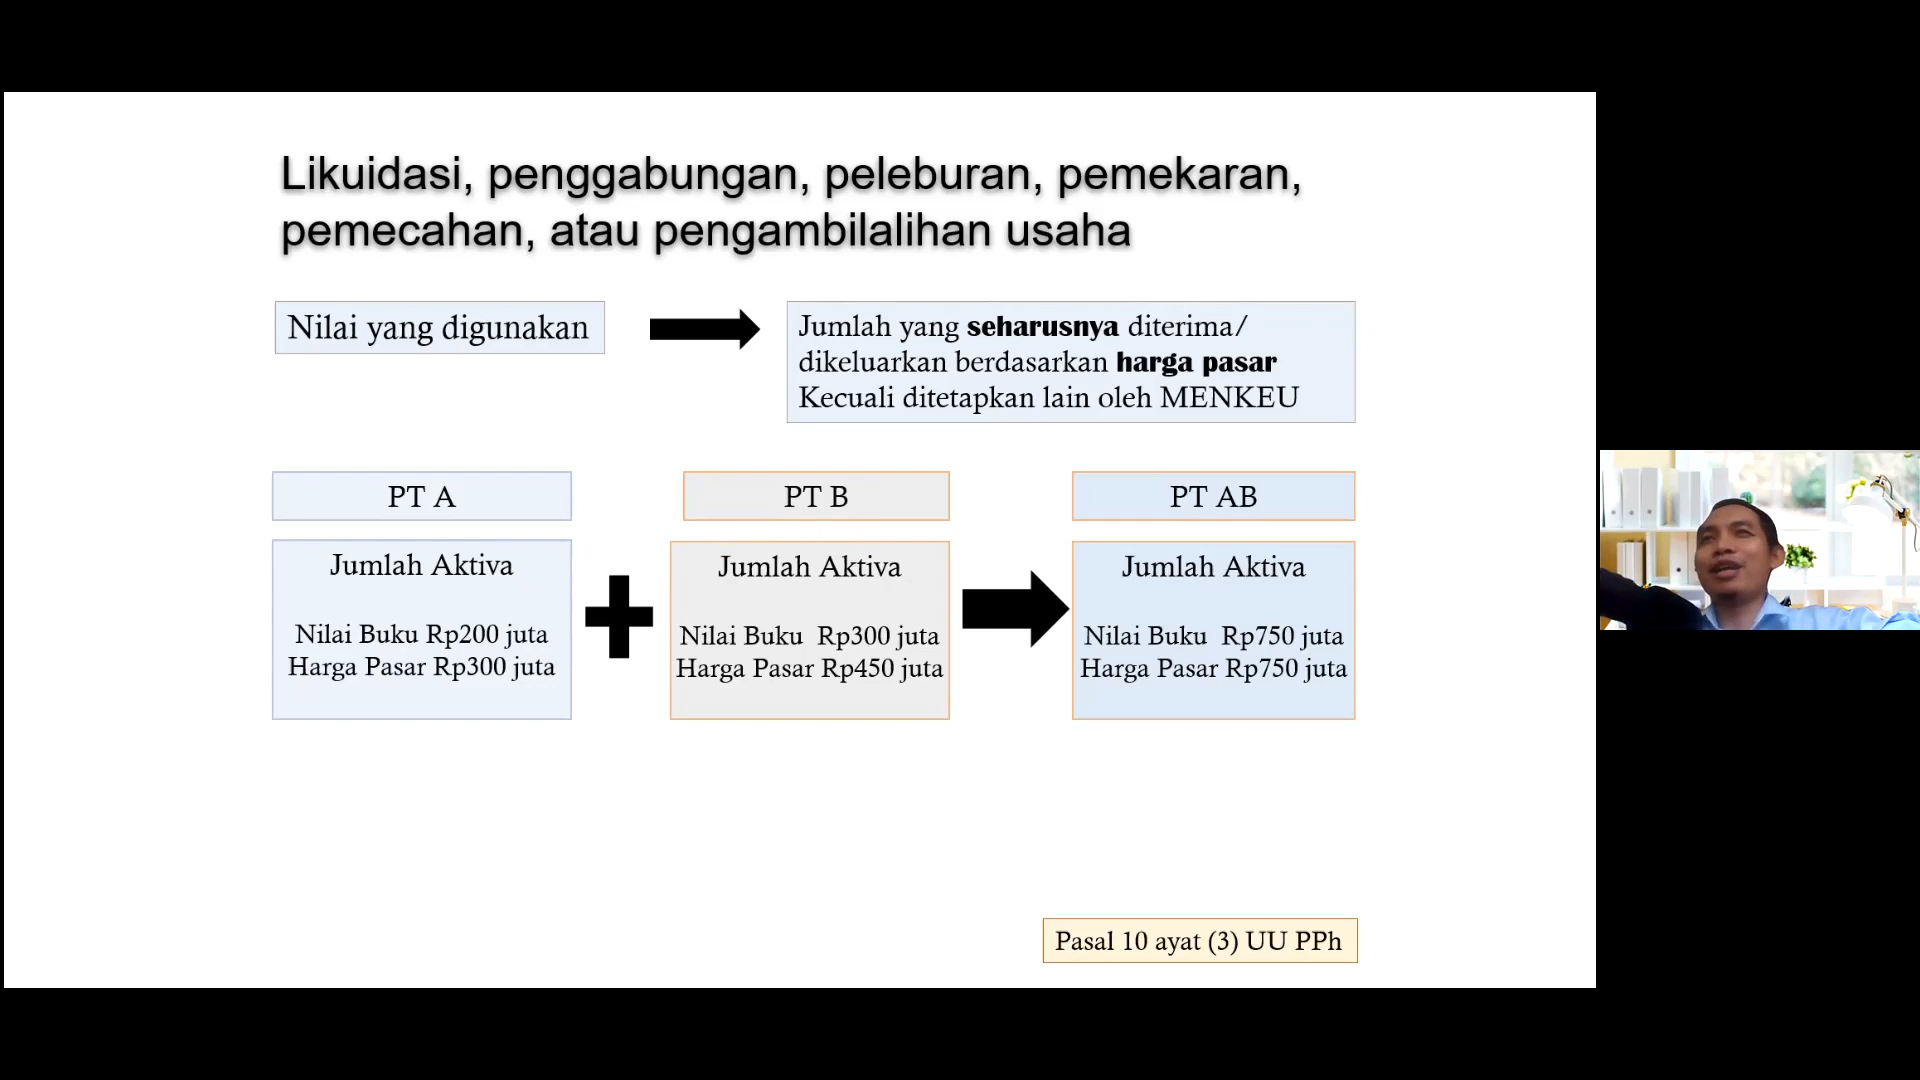 Likuidasi, penggabungan, peleburan, pemekaran,
pemecahan, atau pengambilalihan usaha
Nilai yang digunakan
Jumlah yang seharusnya diterima/
dikeluarkan berdasarkan harga pasar
Kecuali ditetapkan lain oleh MENKEU
PT A
PT B
PT AB
Jumlah Aktiva
Nilai Buku Rp200 juta
Harga Pasar Rp300 juta
Jumlah Aktiva
Nilai Buku Rp300 juta
Harga Pasar Rp450 juta
Jumlah Aktiva
Nilai Buku Rp750 juta
Harga Pasar Rp750 juta
Pasal 10 ayat (3) UU PPh